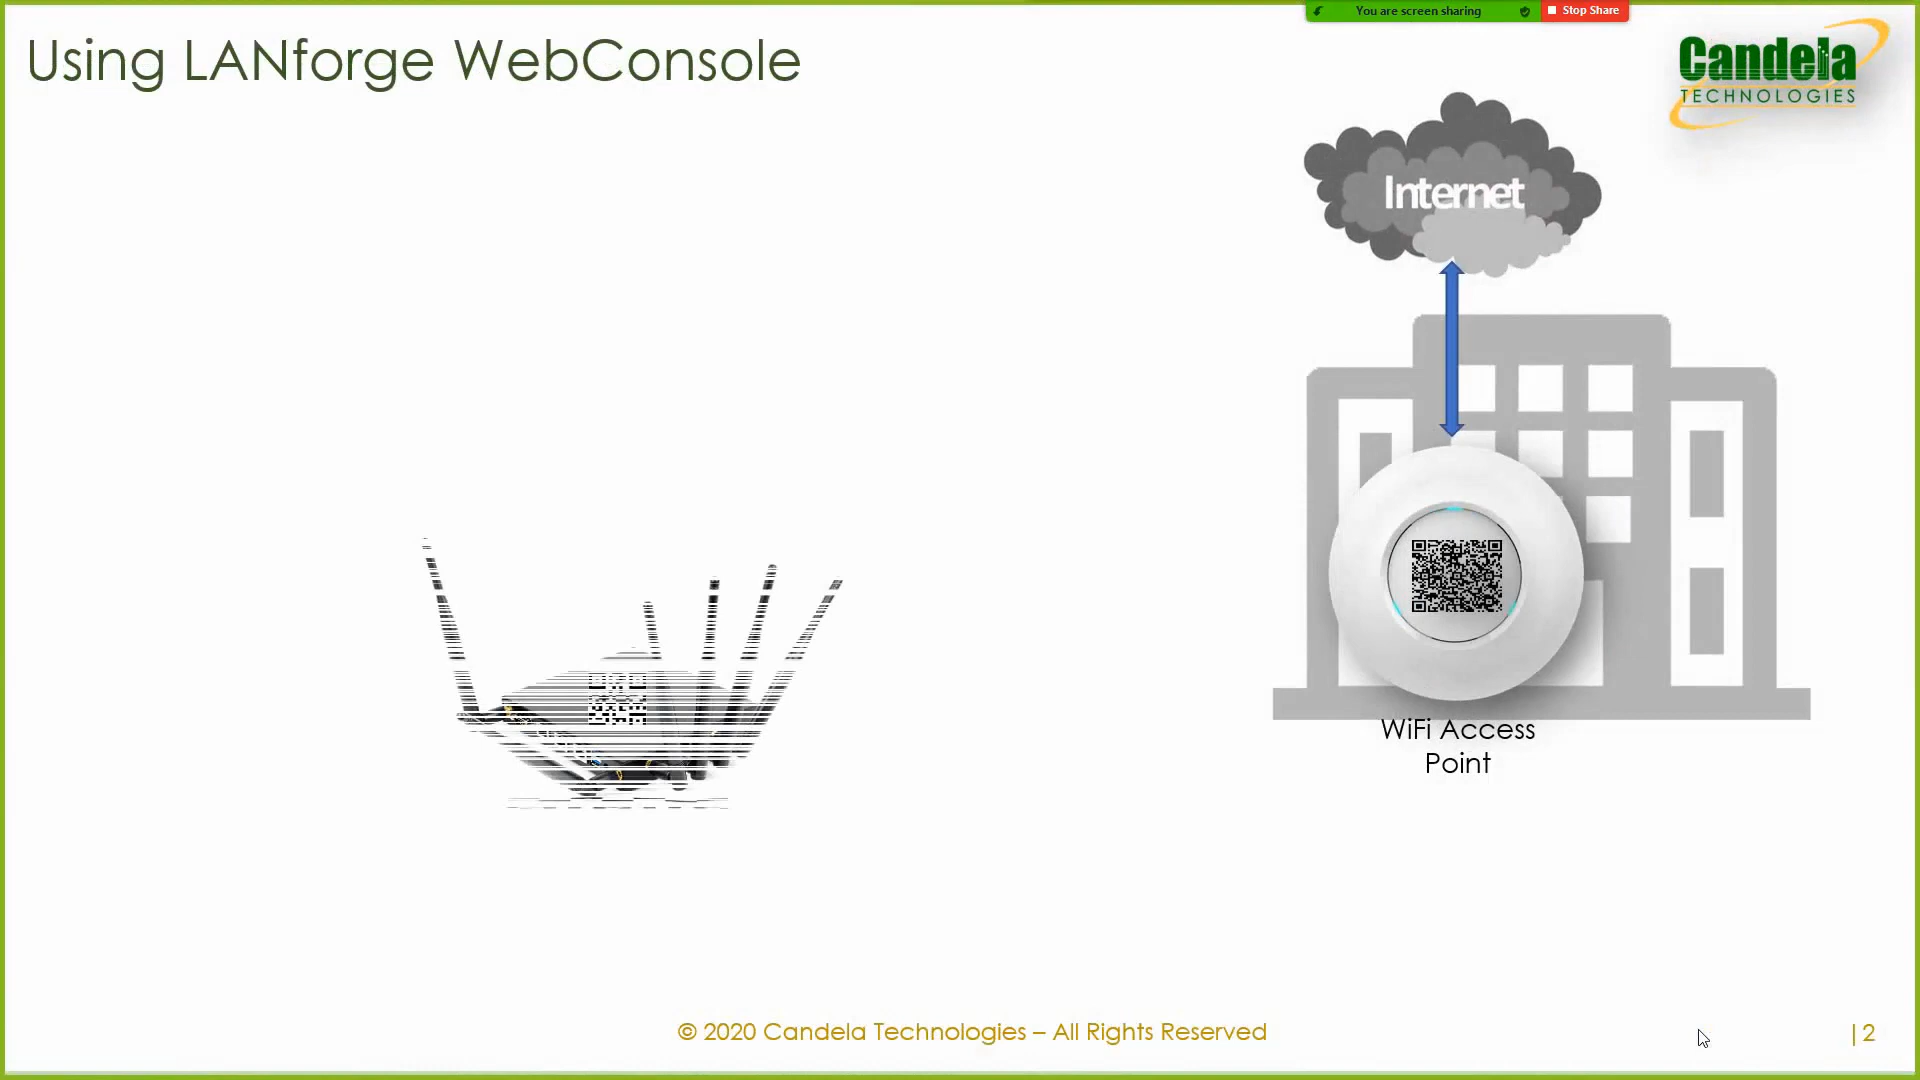 You are screen sharing
Stop Share
Using LANforge WebConsole
Candela
TECHNOLOGIES
Internet
WiFi Access
Point
© 2020 Candela Technologies – All Rights Reserved
|2